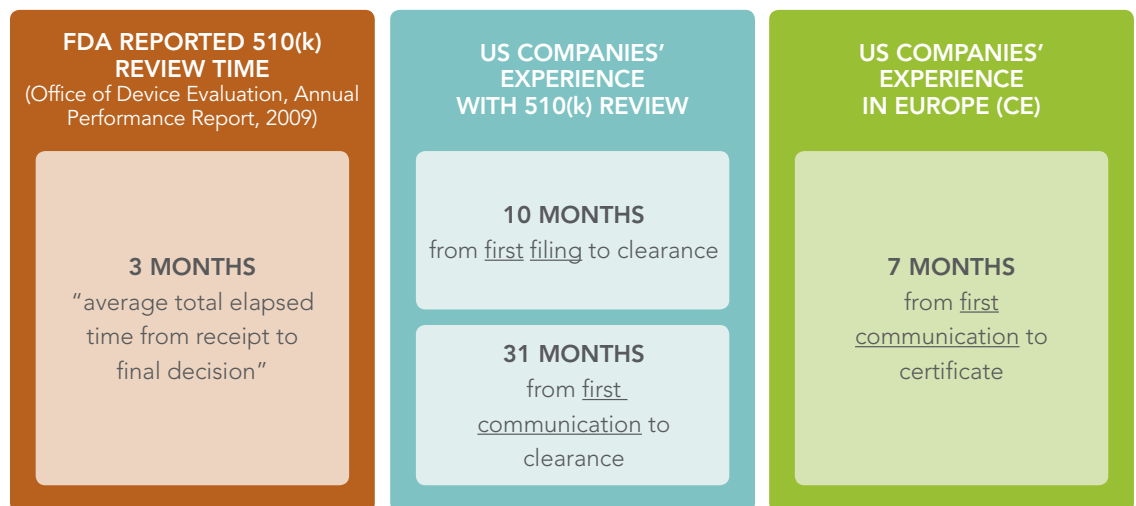 FDA REPORTED 510(k)
REVIEW TIME
(Office of Device Evaluation, Annual
Performance Report, 2009)
3 MONTHS
“average total elapsed
time from receipt to
final decision”
US COMPANIES’
EXPERIENCE
WITH 510(k) REVIEW
10 MONTHS
from first filing to clearance
31 MONTHS
from first
communication to
clearance
US COMPANIES’
EXPERIENCE
IN EUROPE (CE)
7 MONTHS
from first
communication to
certificate